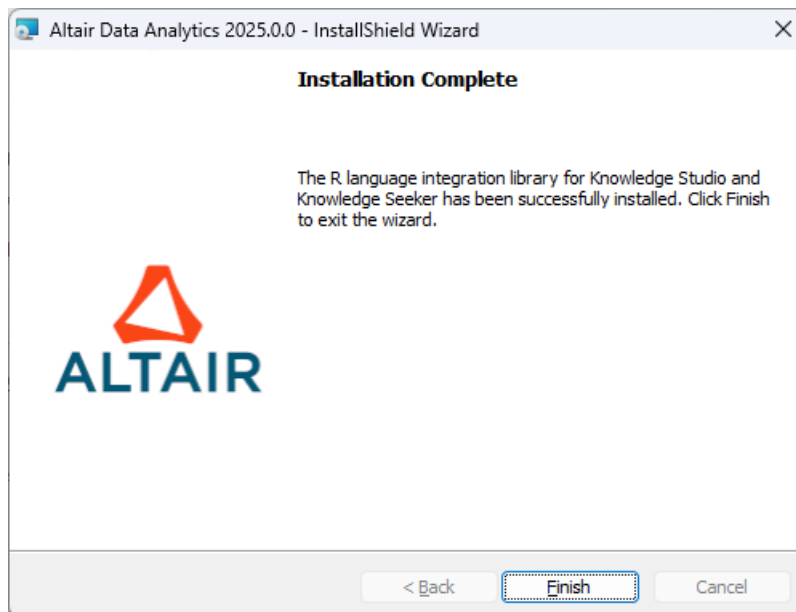 Altair Data Analytics 2025.0.0 - InstallShield Wizard
Installation Complete
The R language integration library for Knowledge Studio and
Knowledge Seeker has been successfully installed. Click Finish
to exit the wizard.
ALTAIR
< Back Finish Cancel